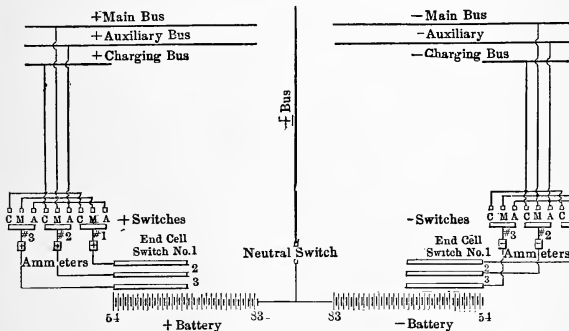 + Main Bus
+ Auxiliary Bus
+ Charging Bus
± Bus
− Main Bus
− Auxiliary
− Charging Bus
C M A C M A C M A
#3 #2 #1
+ Switches
Ammeters
End Cell
Switch No.1
2
3
54
+ Battery
83
Neutral Switch
− Switches
C M A C M A C
#3 #2
Ammeters
End Cell
Switch No.1
2
3
83
− Battery
54